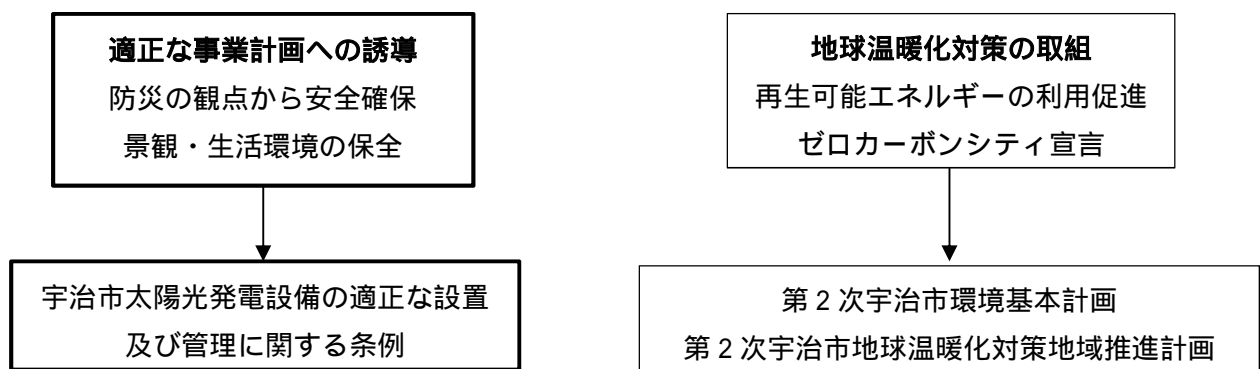 適正な事業計画への誘導
防災の観点から安全確保
景観・生活環境の保全
宇治市太陽光発電設備の適正な設置
及び管理に関する条例
地球温暖化対策の取組
再生可能エネルギーの利用促進
ゼロカーボンシティ宣言
第２次宇治市環境基本計画
第２次宇治市地球温暖化対策地域推進計画